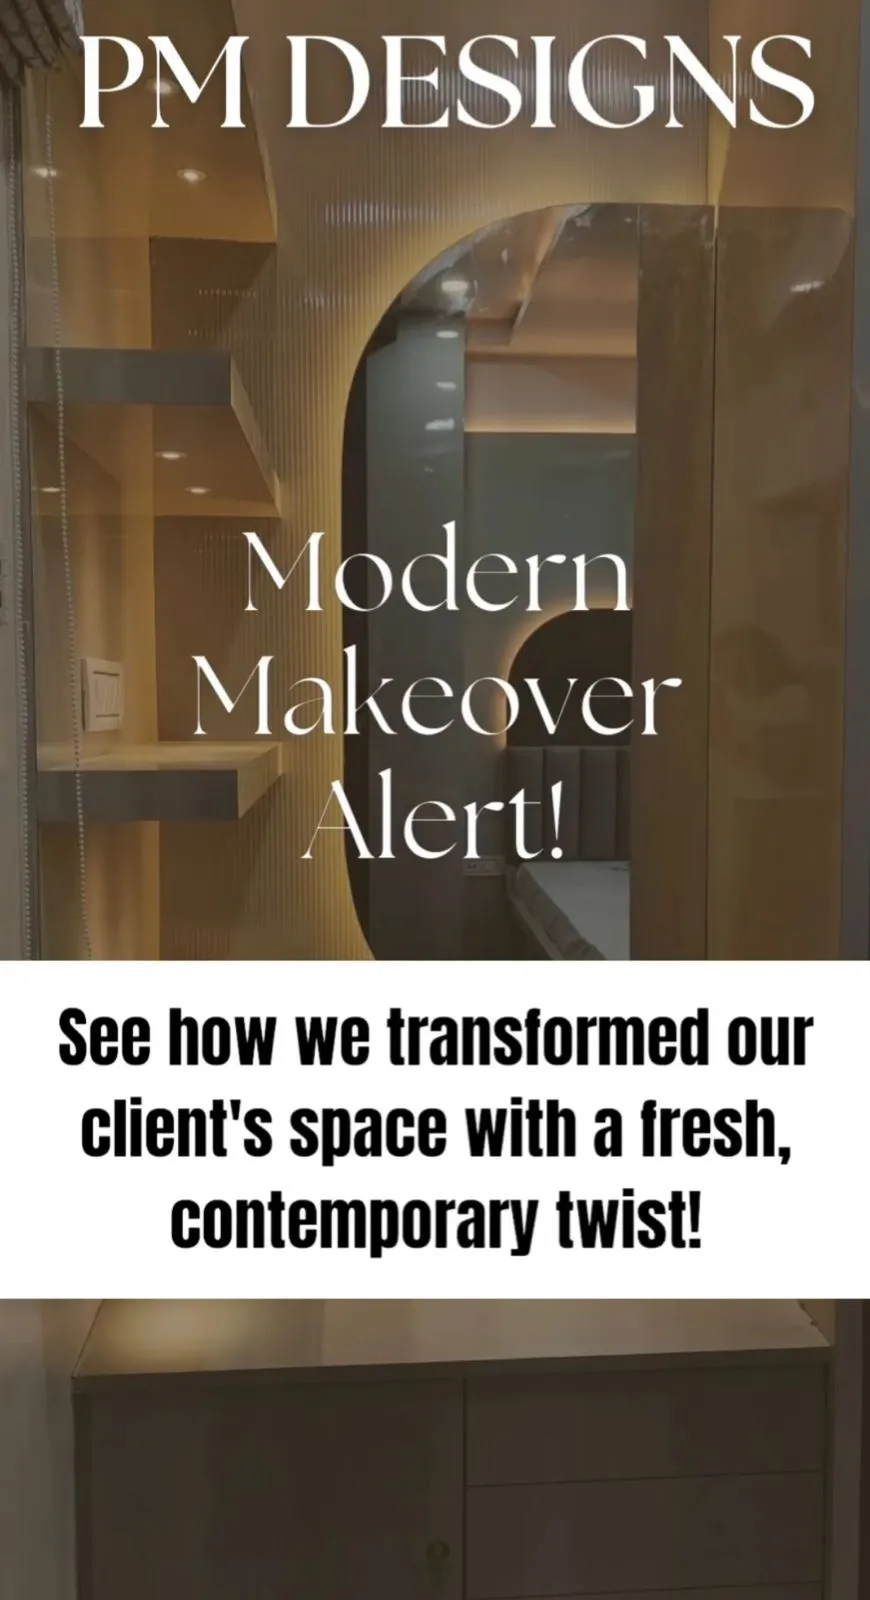 PM DESIGNS
Modern
Makeover
Alert!
See how we transformed our
client's space with a fresh,
contemporary twist!